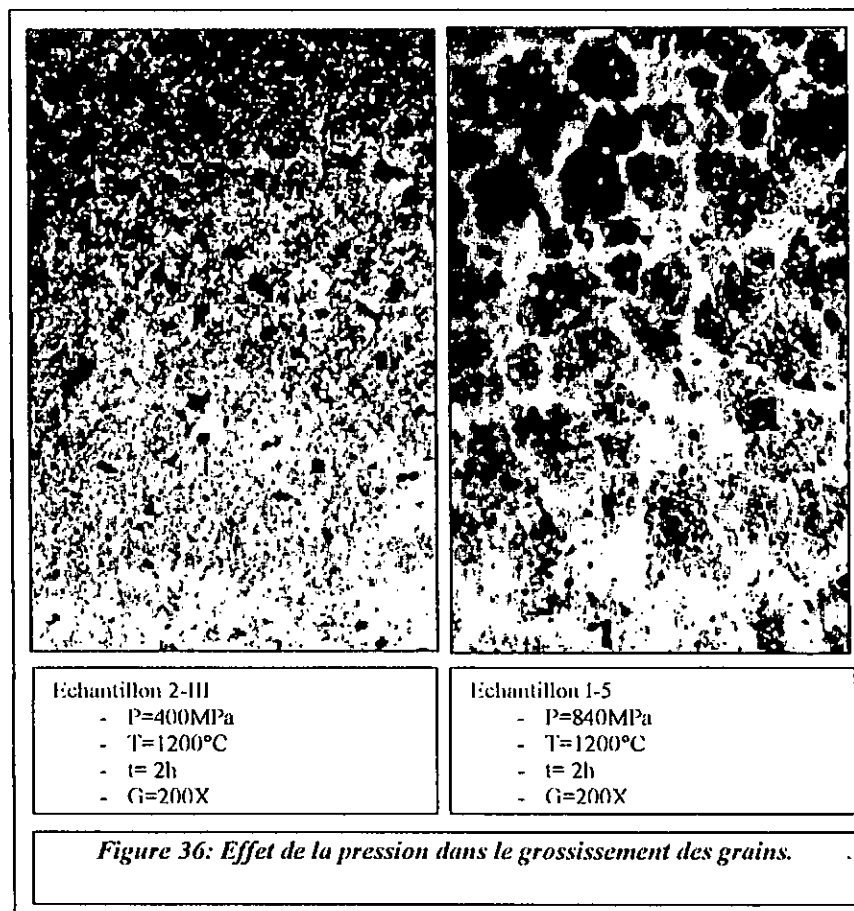 Echantillon 2-III
- P=400MPa
- T=1200°C
- t= 2h
- G=200X
Echantillon I-5
- P=840MPa
- T=1200°C
- t= 2h
- G=200X
Figure 36: Effet de la pression dans le grossissement des grains.